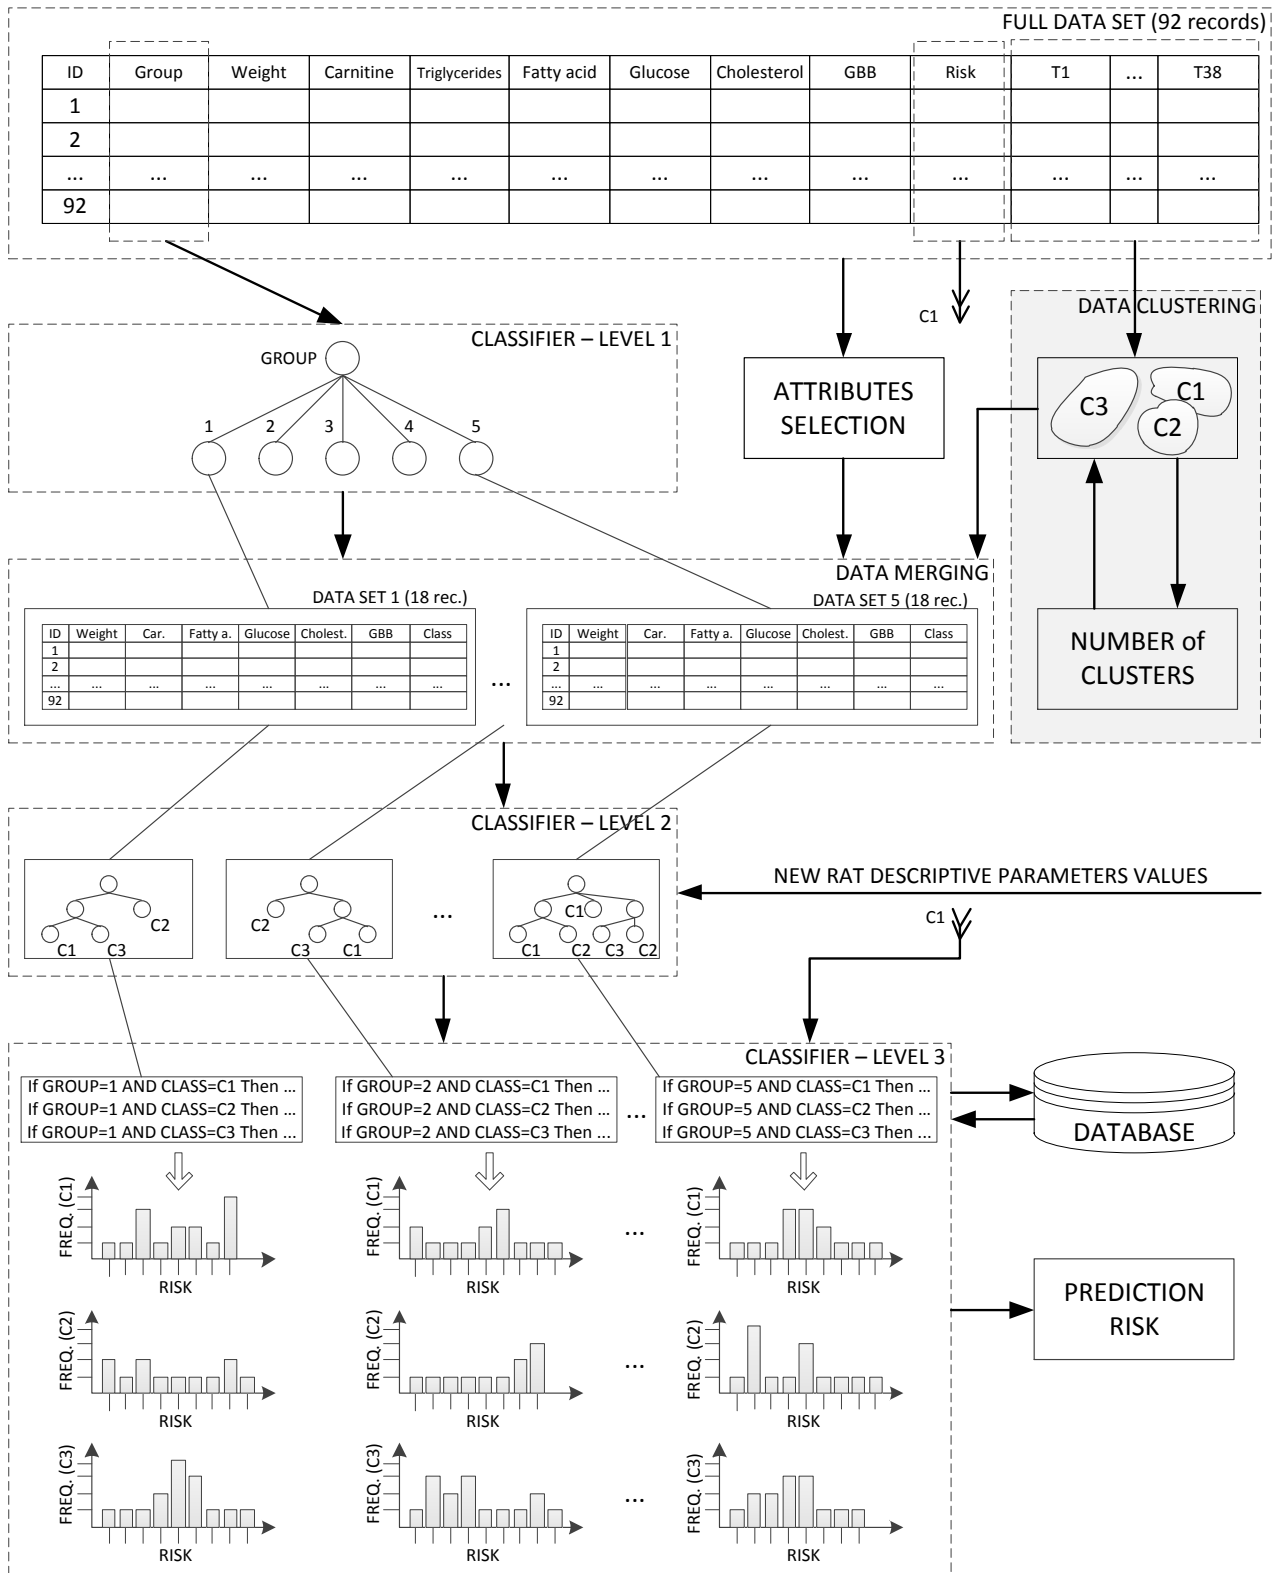 FULL DATA SET (92 records)
ID Group Weight Carnitine Triglycerides Fatty acid Glucose Cholesterol GBB Risk T1 ... T38
1
2
... ... ... ... ... ... ... ... ... ... ... ... ...
92
C1
DATA CLUSTERING
CLASSIFIER – LEVEL 1
GROUP
1 2 3 4 5
ATTRIBUTES
SELECTION
C3 C1
C2
DATA MERGING
DATA SET 1 (18 rec.)
ID Weight Car. Fatty a. Glucose Cholest. GBB Class
1
2
... ... ... ... ... ... ... ...
92
...
DATA SET 5 (18 rec.)
ID Weight Car. Fatty a. Glucose Cholest. GBB Class
1
2
... ... ... ... ... ... ... ...
92
NUMBER of
CLUSTERS
CLASSIFIER – LEVEL 2
C2
C1 C3
C2
C3 C1
...
C1
C1 C2 C3 C2
NEW RAT DESCRIPTIVE PARAMETERS VALUES
C1
CLASSIFIER – LEVEL 3
If GROUP=1 AND CLASS=C1 Then ...
If GROUP=1 AND CLASS=C2 Then ...
If GROUP=1 AND CLASS=C3 Then ...
If GROUP=2 AND CLASS=C1 Then ...
If GROUP=2 AND CLASS=C2 Then ...
If GROUP=2 AND CLASS=C3 Then ...
...
If GROUP=5 AND CLASS=C1 Then ...
If GROUP=5 AND CLASS=C2 Then ...
If GROUP=5 AND CLASS=C3 Then ...
DATABASE
FREQ. (C1)
RISK
FREQ. (C1)
RISK
...
FREQ. (C1)
RISK
PREDICTION
RISK
FREQ. (C2)
RISK
FREQ. (C2)
RISK
...
FREQ. (C2)
RISK
FREQ. (C3)
RISK
FREQ. (C3)
RISK
...
FREQ. (C3)
RISK